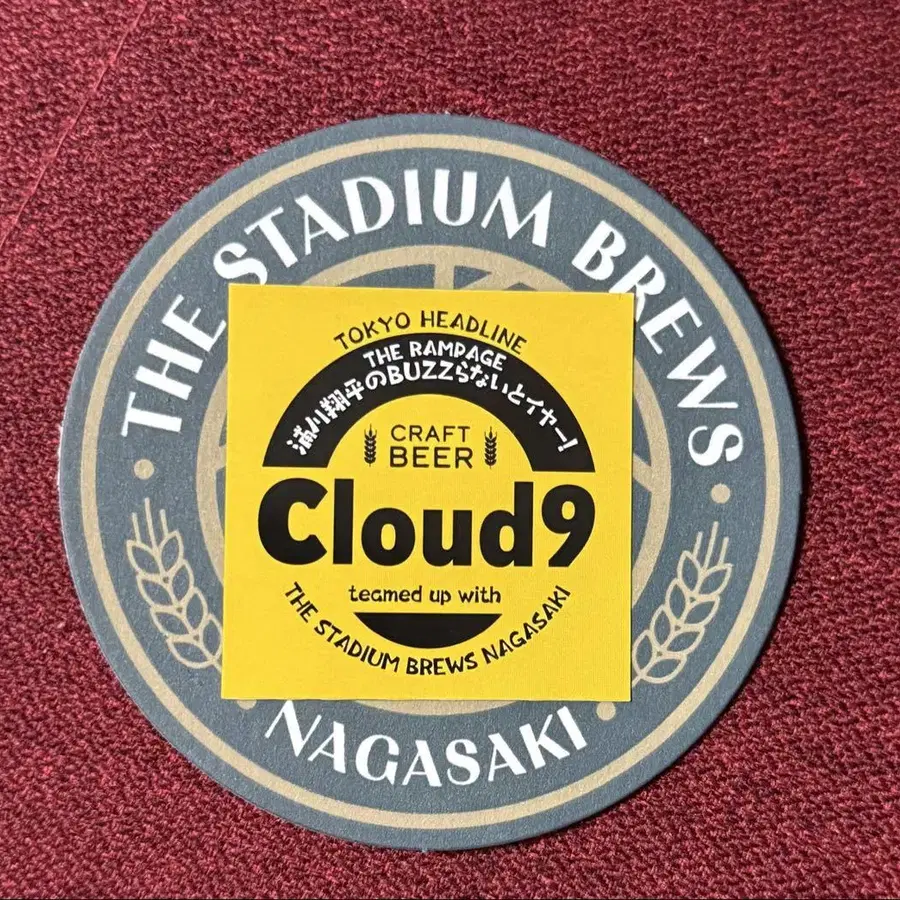 THE STADIUM BREWS
TOKYO HEADLINE
THE RAMPAGE
浦川翔平のBUZZらないとイヤー!
CRAFT
BEER
Cloud9
teamed up with
THE STADIUM BREWS NAGASAKI
NAGASAKI